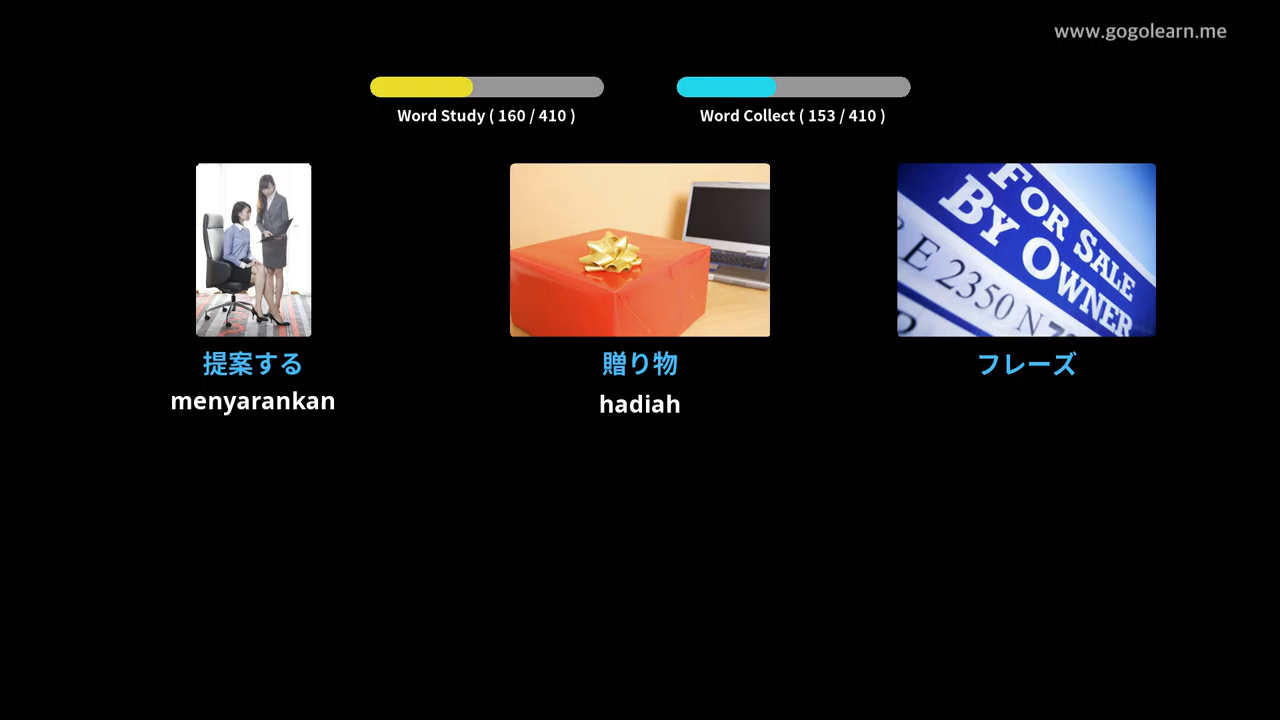 www.gogolearn.me
Word Study ( 160 / 410 )
Word Collect ( 153 / 410 )
FOR SALE
BY OWNER
E 2350 N
提案する
贈り物
フレーズ
menyarankan
hadiah